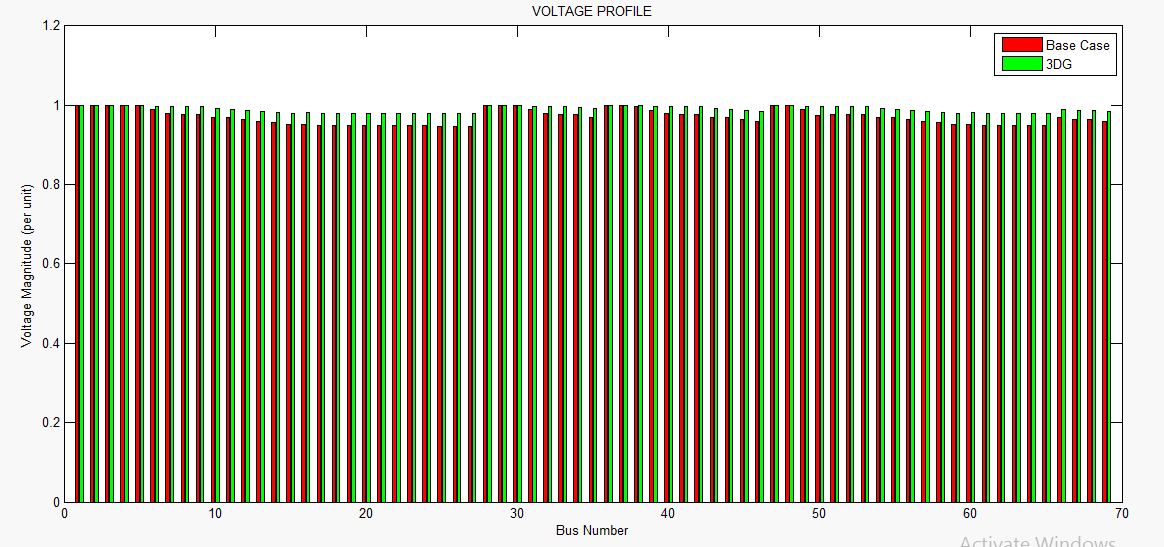 VOLTAGE PROFILE
Base Case
3DG
1.2
1
0.8
0.6
0.4
0.2
0
Voltage Magnitude (per unit)
0 10 20 30 40 50 60 70
Bus Number
Activate Windows